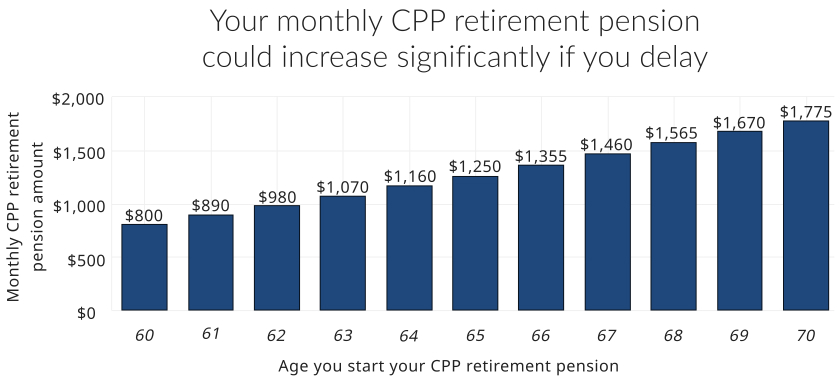 Your monthly CPP retirement pension
could increase significantly if you delay
Monthly CPP retirement
pension amount
$2,000
$1,500
$1,000
$500
$0
$800
$890
$980
$1,070
$1,160
$1,250
$1,355
$1,460
$1,565
$1,670
$1,775
60 61 62 63 64 65 66 67 68 69 70
Age you start your CPP retirement pension